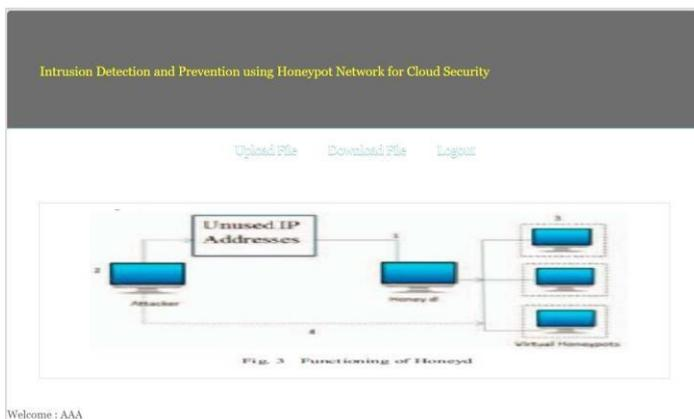 Intrusion Detection and Prevention using Honeypot Network for Cloud Security
Upload File Download File Logout
Unused IP
Addresses
1
3
2
Attacker
Honey d
4
Virtual Honeypots
Fig. 3 Functioning of Honeyd
Welcome : AAA